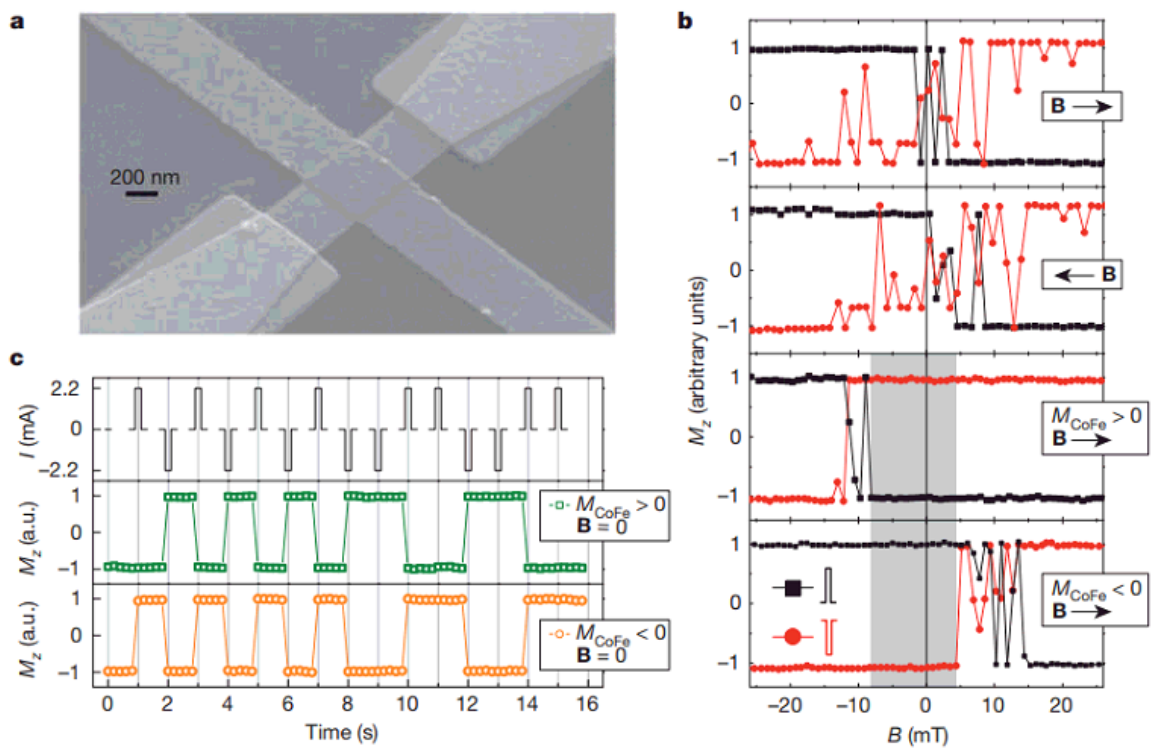 a
200 nm
b
1
0
−1
B →
1
0
−1
← B
1
0
−1
M_CoFe > 0
B →
1
0
−1
M_CoFe < 0
B →
M_z (arbitrary units)
−20 −10 0 10 20
B (mT)
c
2.2
0
−2.2
I (mA)
1
0
−1
M_z (a.u.)
M_CoFe > 0
B = 0
1
0
−1
M_z (a.u.)
M_CoFe < 0
B = 0
0 2 4 6 8 10 12 14 16
Time (s)